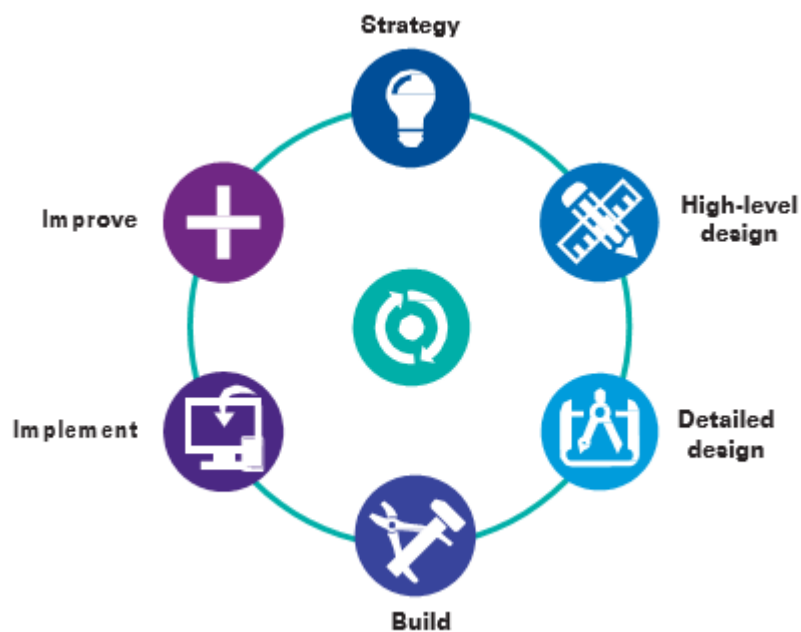 Strategy
High-level
design
Detailed
design
Build
Implement
Improve